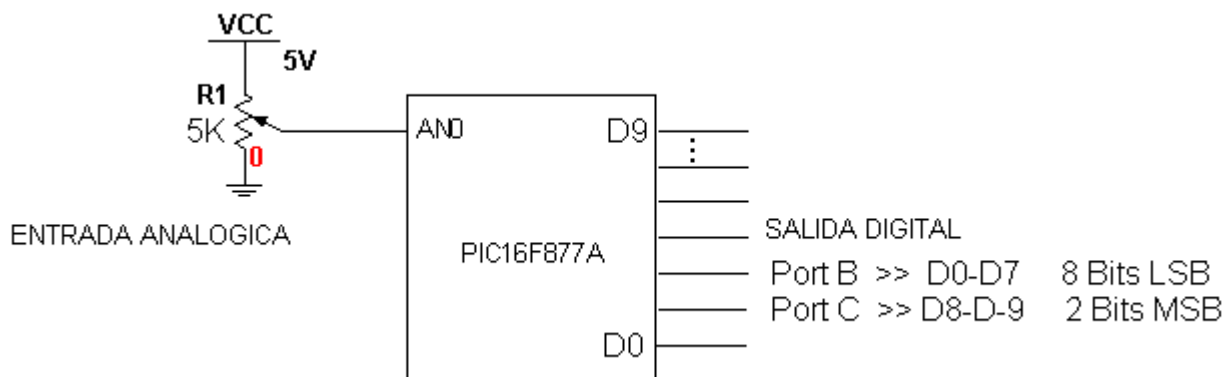 VCC
5V
R1
5K
0
AN0
D9
ENTRADA ANALOGICA
PIC16F877A
SALIDA DIGITAL
Port B >> D0-D7 8 Bits LSB
Port C >> D8-D-9 2 Bits MSB
D0